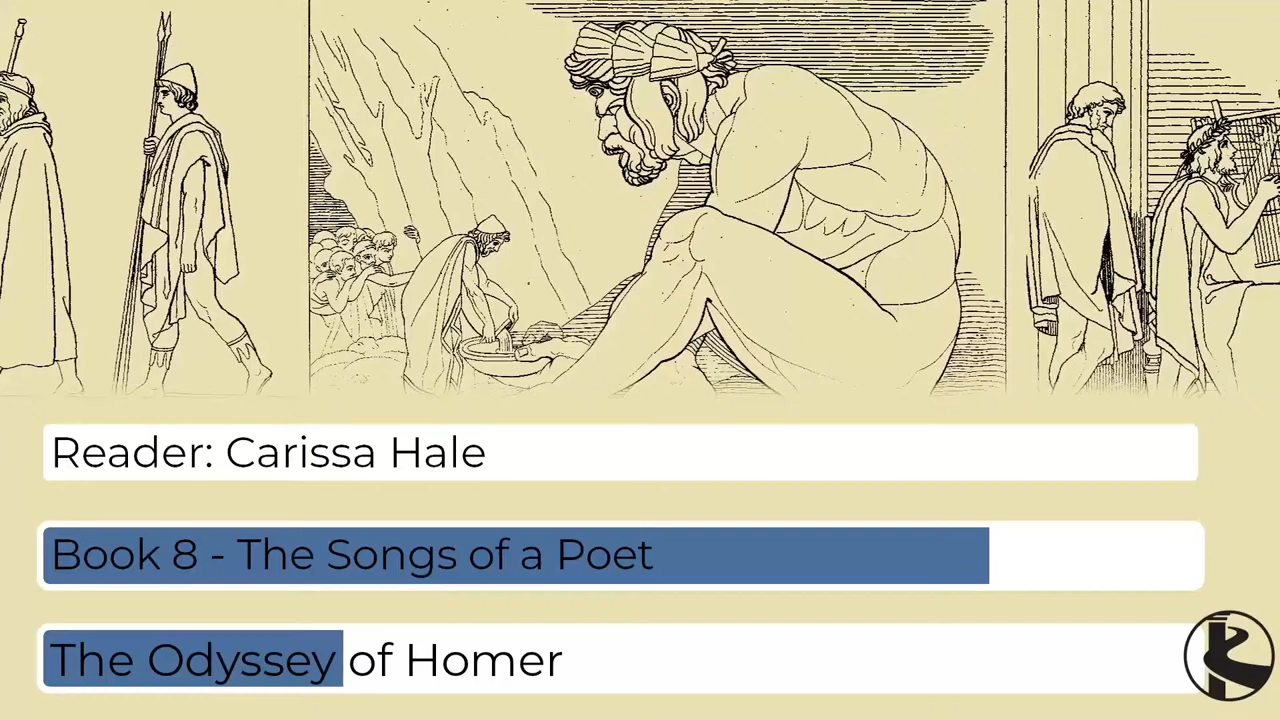 Reader: Carissa Hale
Book 8 - The Songs of a Poet
The Odyssey of Homer